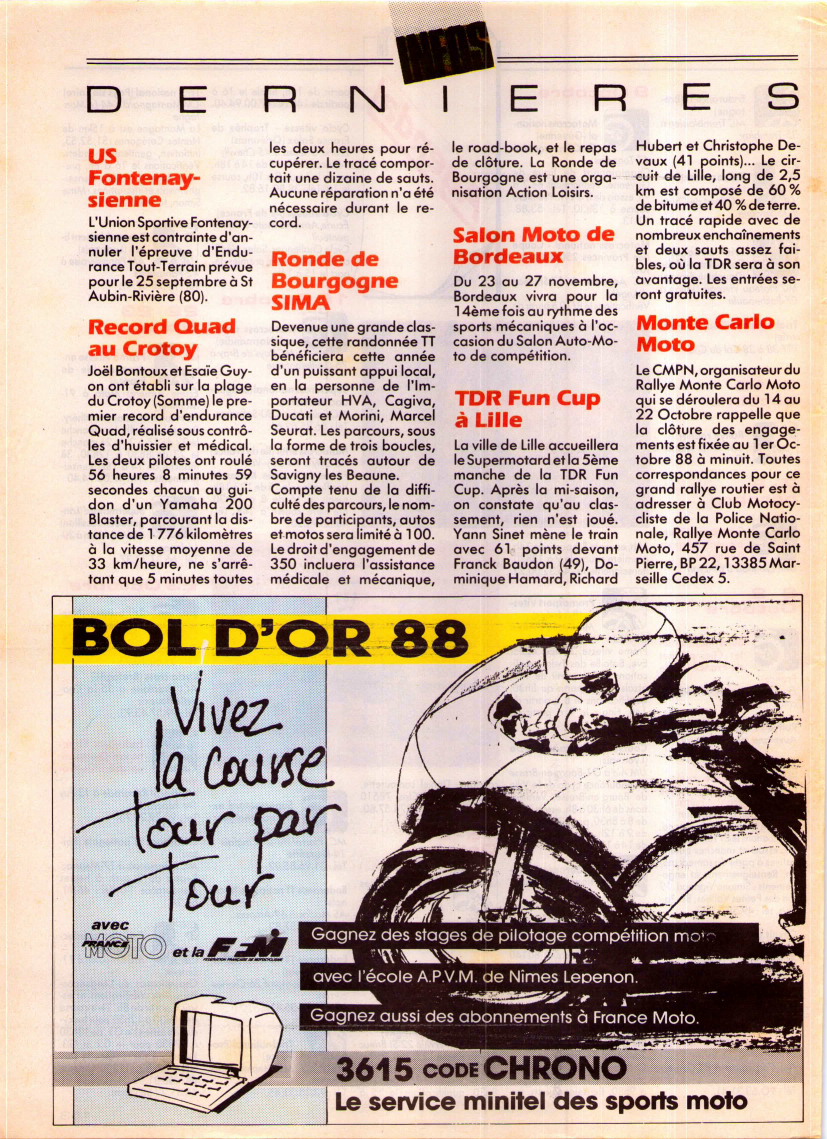 INFOS
DERNIERES
US
Fontenay-
sienne
L'Union Sportive Fontenay-
sienne est contrainte d'an-
nuler l'épreuve d'Endu-
rance Tout-Terrain prévue
pour le 25 septembre à St
Aubin-Rivière (80).
Record Quad
au Crotoy
Joël Bontoux et Esaïe Guy-
on ont établi sur la plage
du Crotoy (Somme) le pre-
mier record d'endurance
Quad, réalisé sous contrô-
les d'huissier et médical.
Les deux pilotes ont roulé
56 heures 8 minutes 59
secondes chacun au gui-
don d'un Yamaha 200
Blaster, parcourant la dis-
tance de 1776 kilomètres
à la vitesse moyenne de
33 km/heure, ne s'arrê-
tant que 5 minutes toutes
les deux heures pour ré-
cupérer. Le tracé compor-
tait une dizaine de sauts.
Aucune réparation n'a été
nécessaire durant le re-
cord.
Ronde de
Bourgogne
SIMA
Devenue une grande clas-
sique, cette randonnée TT
bénéficiera cette année
d'un puissant appui local,
en la personne de l'Im-
portateur HVA, Cagiva,
Ducati et Morini, Marcel
Seurat. Les parcours, sous
la forme de trois boucles,
seront tracés autour de
Savigny les Beaune.
Compte tenu de la diffi-
culté des parcours, le nom-
bre de participants, autos
et motos sera limité à 100.
Le droit d'engagement de
350 incluera l'assistance
médicale et mécanique,
le road-book, et le repas
de clôture. La Ronde de
Bourgogne est une orga-
nisation Action Loisirs.
Salon Moto de
Bordeaux
Du 23 au 27 novembre,
Bordeaux vivra pour la
14ème fois au rythme des
sports mécaniques à l'oc-
casion du Salon Auto-Mo-
to de compétition.
TDR Fun Cup
à Lille
La ville de Lille accueillera
le Supermotard et la 5ème
manche de la TDR Fun
Cup. Après la mi-saison,
on constate qu'au clas-
sement, rien n'est joué.
Yann Sinet mène le train
avec 61 points devant
Franck Baudon (49), Do-
minique Hamard, Richard
Hubert et Christophe De-
vaux (41 points)... Le cir-
cuit de Lille, long de 2,5
km est composé de 60 %
de bitume et 40 % de terre.
Un tracé rapide avec de
nombreux enchaînements
et deux sauts assez fai-
bles, où la TDR sera à son
avantage. Les entrées se-
ront gratuites.
Monte Carlo
Moto
Le CMPN, organisateur du
Rallye Monte Carlo Moto
qui se déroulera du 14 au
22 Octobre rappelle que
la clôture des engage-
ments est fixée au 1er Oc-
tobre 88 à minuit. Toutes
correspondances pour ce
grand rallye routier est à
adresser à Club Motocy-
cliste de la Police Natio-
nale, Rallye Monte Carlo
Moto, 457 rue de Saint
Pierre, BP 22, 13385 Mar-
seille Cedex 5.
BOL D'OR 88
Vivez
la course
Tour par
Tour
avec
FRANCE MOTO et la FFM
FEDERATION FRANÇAISE DE MOTOCYCLISME
Gagnez des stages de pilotage compétition moto
avec l'école A.P.V.M. de Nîmes Ledenon.
Gagnez aussi des abonnements à France Moto.
3615 CODE CHRONO
Le service minitel des sports moto